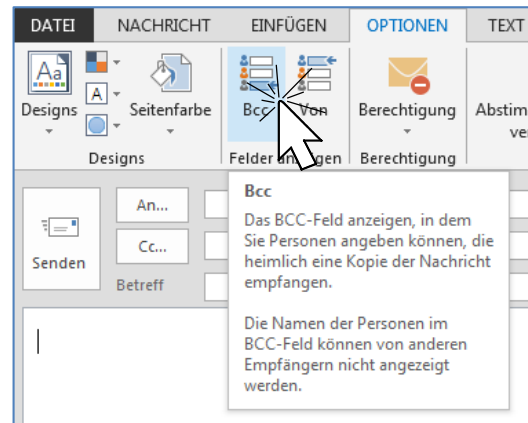 DATEI NACHRICHT EINFÜGEN OPTIONEN TEXT
Aa
A
Designs Seitenfarbe Bcc Von Berechtigung Abstim
ve
Designs Felder anzeigen Berechtigung
Bcc
Das BCC-Feld anzeigen, in dem
Sie Personen angeben können, die
heimlich eine Kopie der Nachricht
empfangen.
Die Namen der Personen im
BCC-Feld können von anderen
Empfängern nicht angezeigt
werden.
An...
Cc...
Senden
Betreff